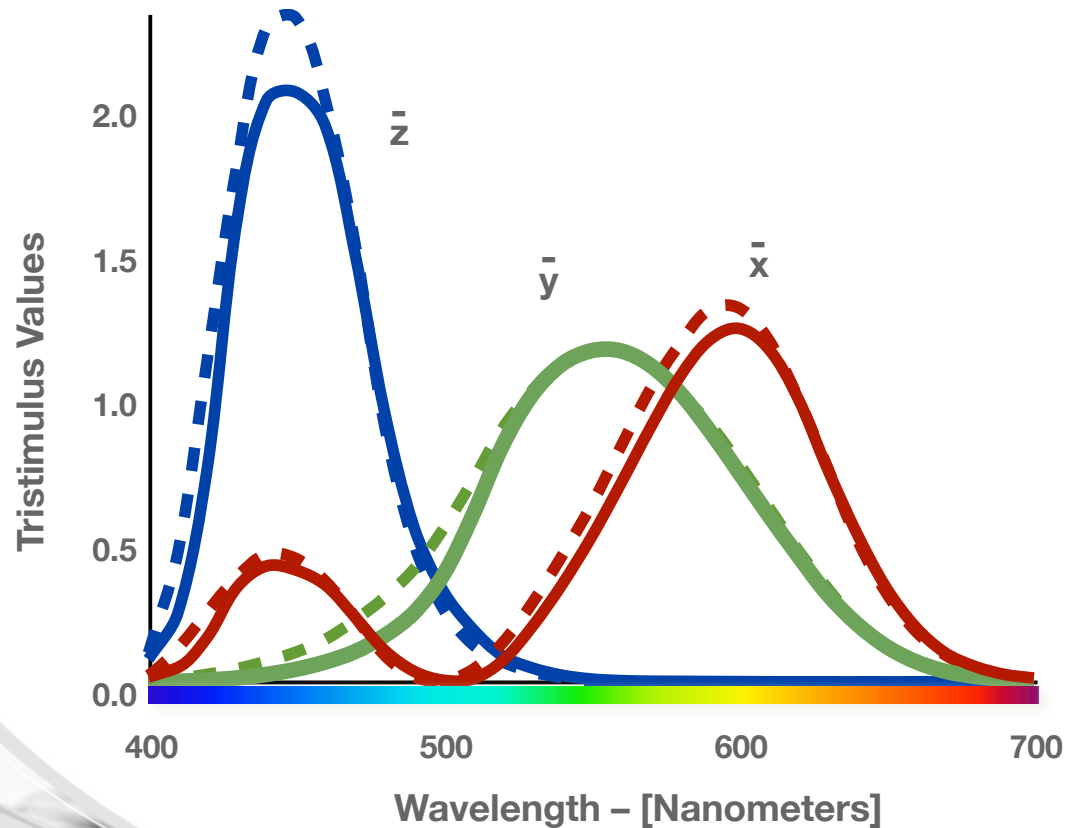 2.0
z̄
1.5
x̄
ȳ
1.0
0.5
0.0
400 500 600 700
Tristimulus Values
Wavelength – [Nanometers]